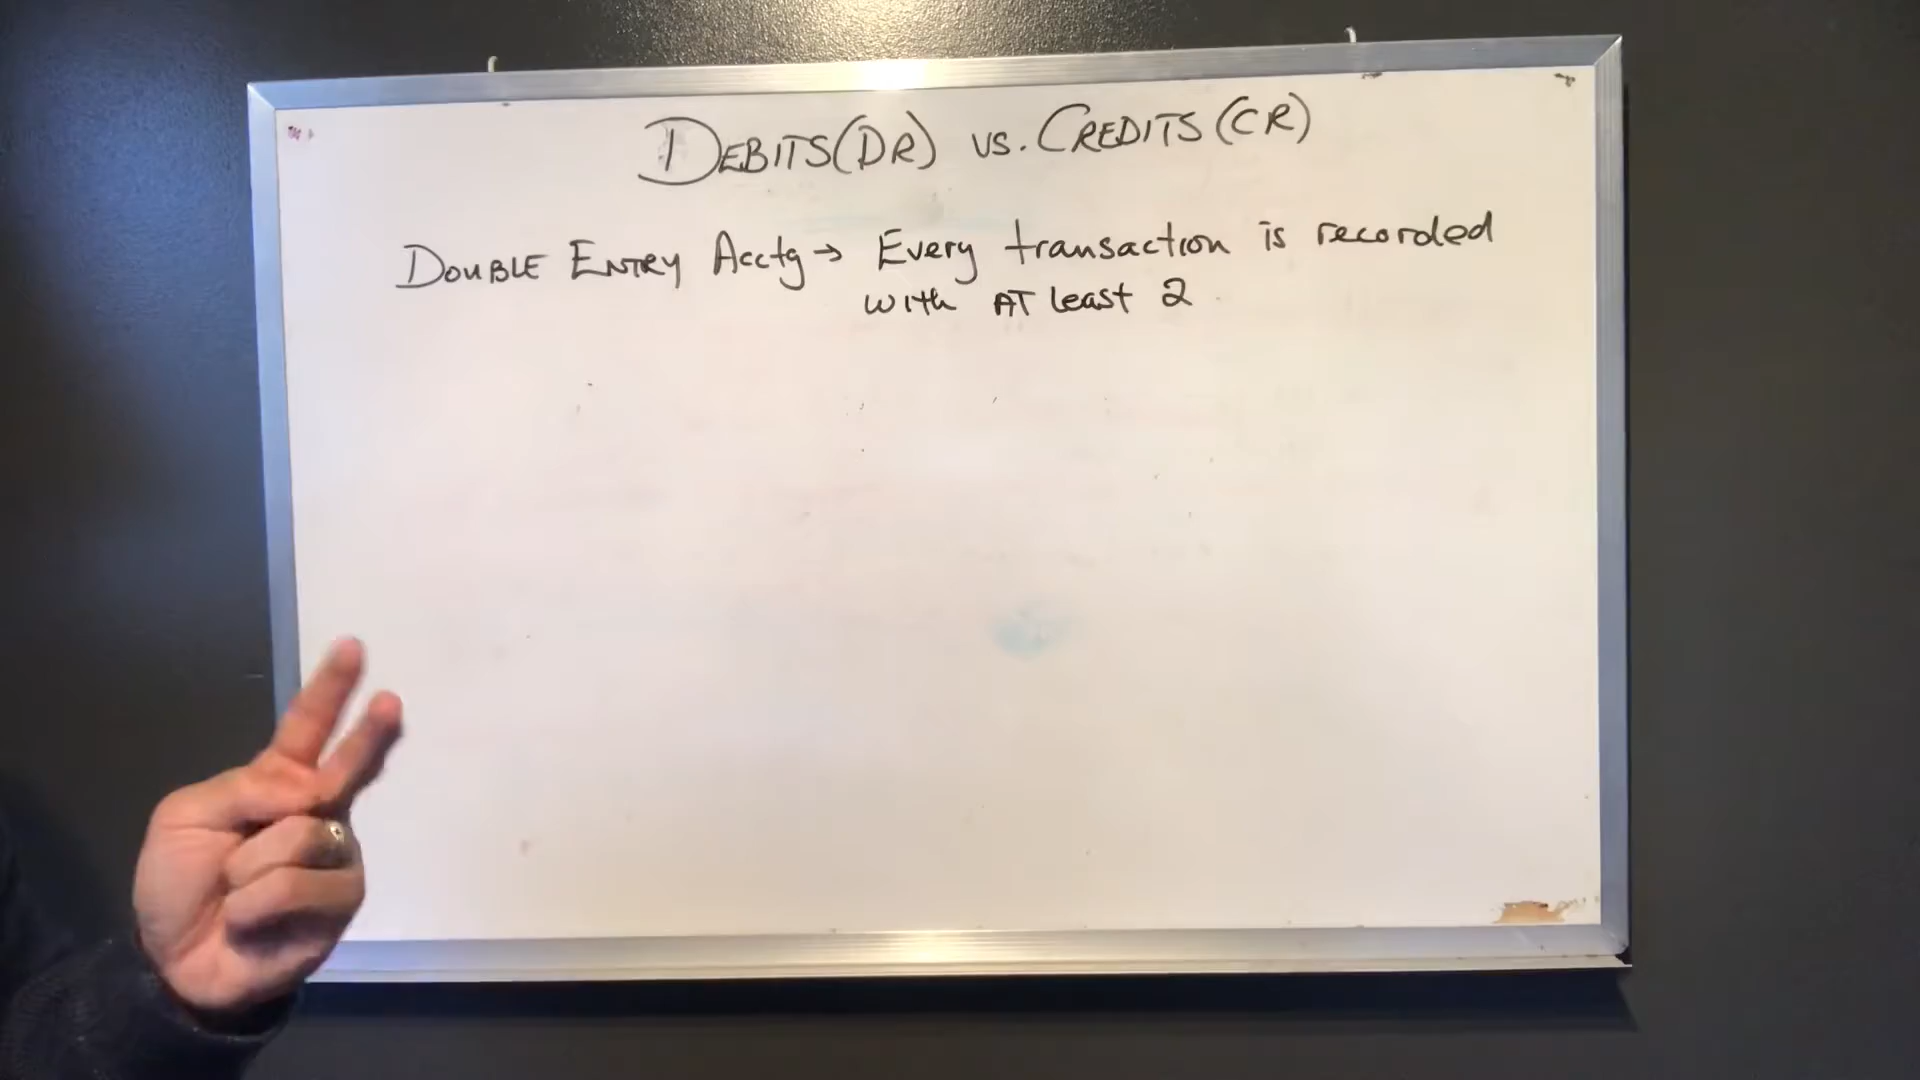 DEBITS (DR) VS. CREDITS (CR)
DOUBLE ENTRY Acctg → Every transaction is recorded
with AT least 2